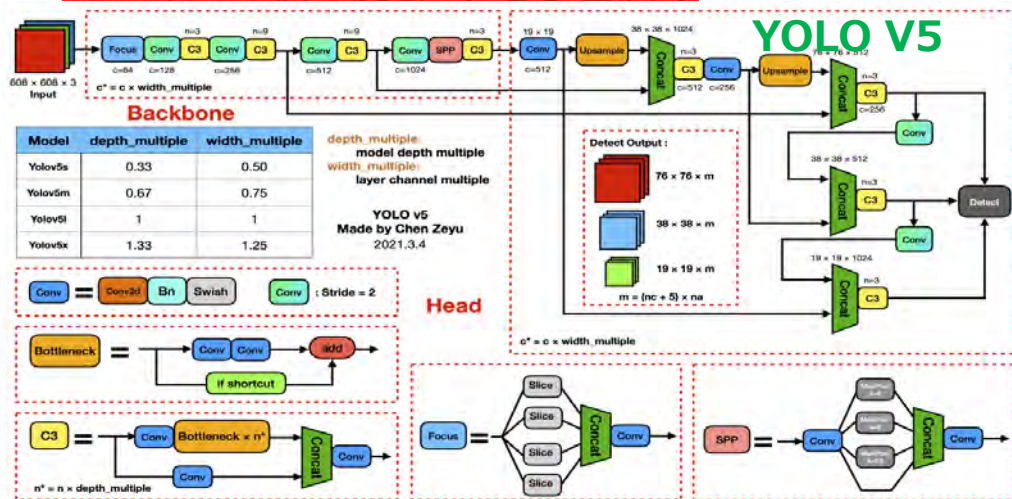 YOLO V5
n=3
n=9
n=9
n=3
19 × 19
38 × 38 × 1024
76 × 76 × 512
Focus
Conv
C3
Conv
C3
Conv
C3
Conv
SPP
C3
Conv
Upsample
Concat
n=3
C3
Conv
Upsample
Concat
n=3
C3
c=64
c=128
c=256
c=512
c=1024
c=512
c=512
c=256
c=256
608 × 608 × 3
Input
c* = c × width_multiple
Backbone
Conv
Model
depth_multiple
width_multiple
Yolov5s
0.33
0.50
Yolov5m
0.67
0.75
Yolov5l
1
1
Yolov5x
1.33
1.25
depth_multiple:
model depth multiple
width_multiple:
layer channel multiple
YOLO v5
Made by Chen Zeyu
2021.3.4
Detect Output :
76 × 76 × m
38 × 38 × m
19 × 19 × m
m = (nc + 5) × na
38 × 38 × 512
n=3
Concat
C3
Detect
Conv
19 × 19 × 1024
n=3
Concat
C3
c* = c × width_multiple
Conv
=
Conv2d
Bn
Swish
Conv
: Stride = 2
Head
Bottleneck
=
Conv
Conv
add
if shortcut
C3
=
Conv
Bottleneck × n*
Concat
Conv
Conv
n* = n × depth_multiple
Focus
=
Slice
Slice
Slice
Slice
Concat
Conv
SPP
=
Conv
Concat
Conv